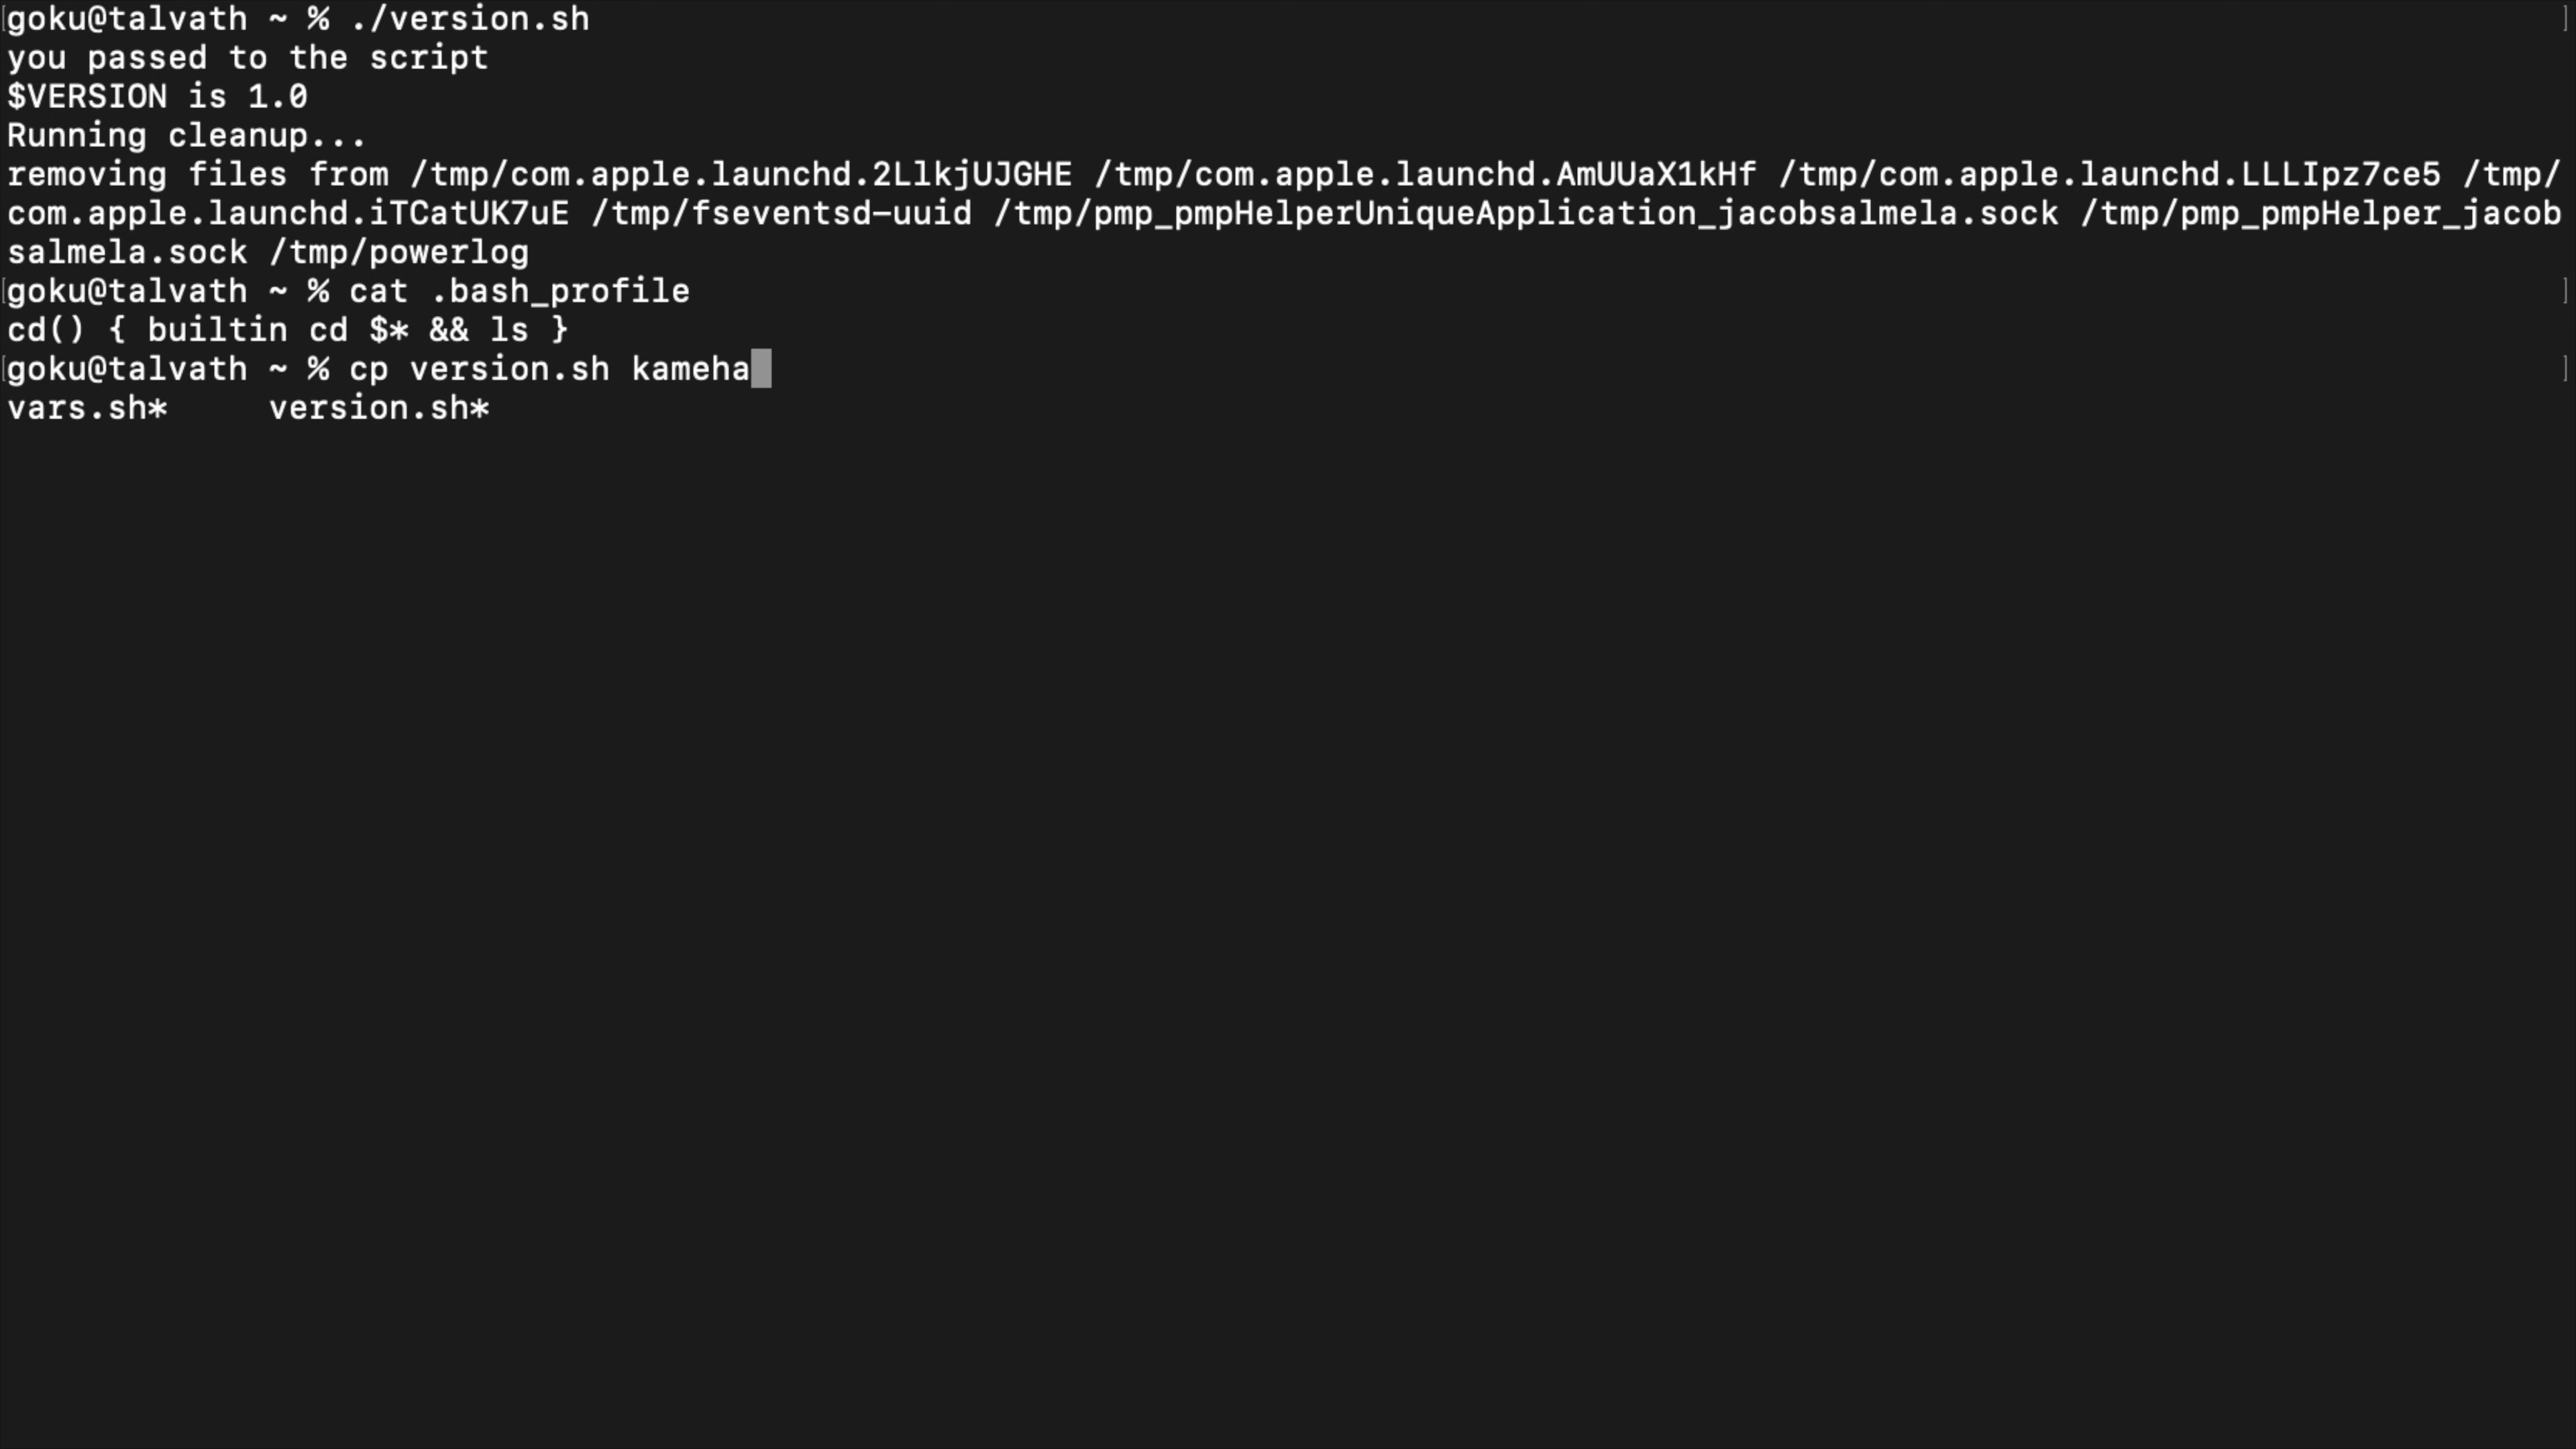 goku@talvath ~ % ./version.sh
you passed to the script
$VERSION is 1.0
Running cleanup...
removing files from /tmp/com.apple.launchd.2LlkjUJGHE /tmp/com.apple.launchd.AmUUaX1kHf /tmp/com.apple.launchd.LLLIpz7ce5 /tmp/
com.apple.launchd.iTCatUK7uE /tmp/fseventsd-uuid /tmp/pmp_pmpHelperUniqueApplication_jacobsalmela.sock /tmp/pmp_pmpHelper_jacob
salmela.sock /tmp/powerlog
goku@talvath ~ % cat .bash_profile
cd() { builtin cd $* && ls }
goku@talvath ~ % cp version.sh kameha
vars.sh*     version.sh*